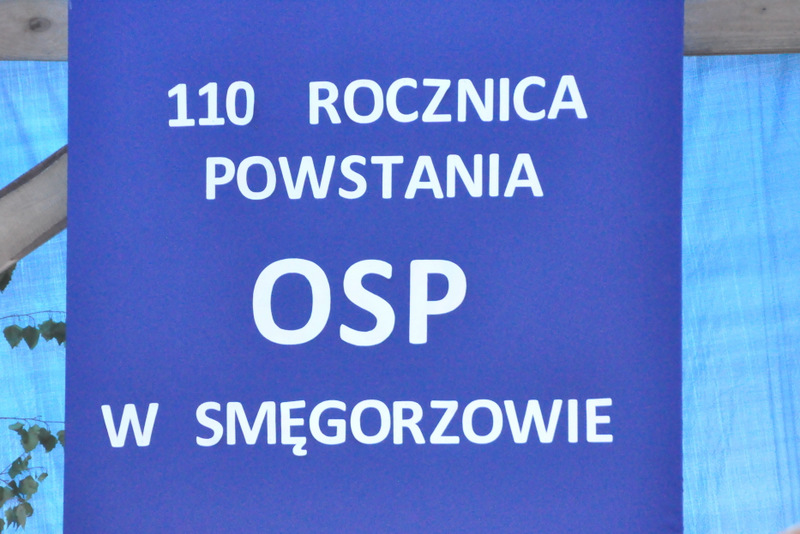 110 ROCZNICA
POWSTANIA
OSP
W SMĘGORZOWIE